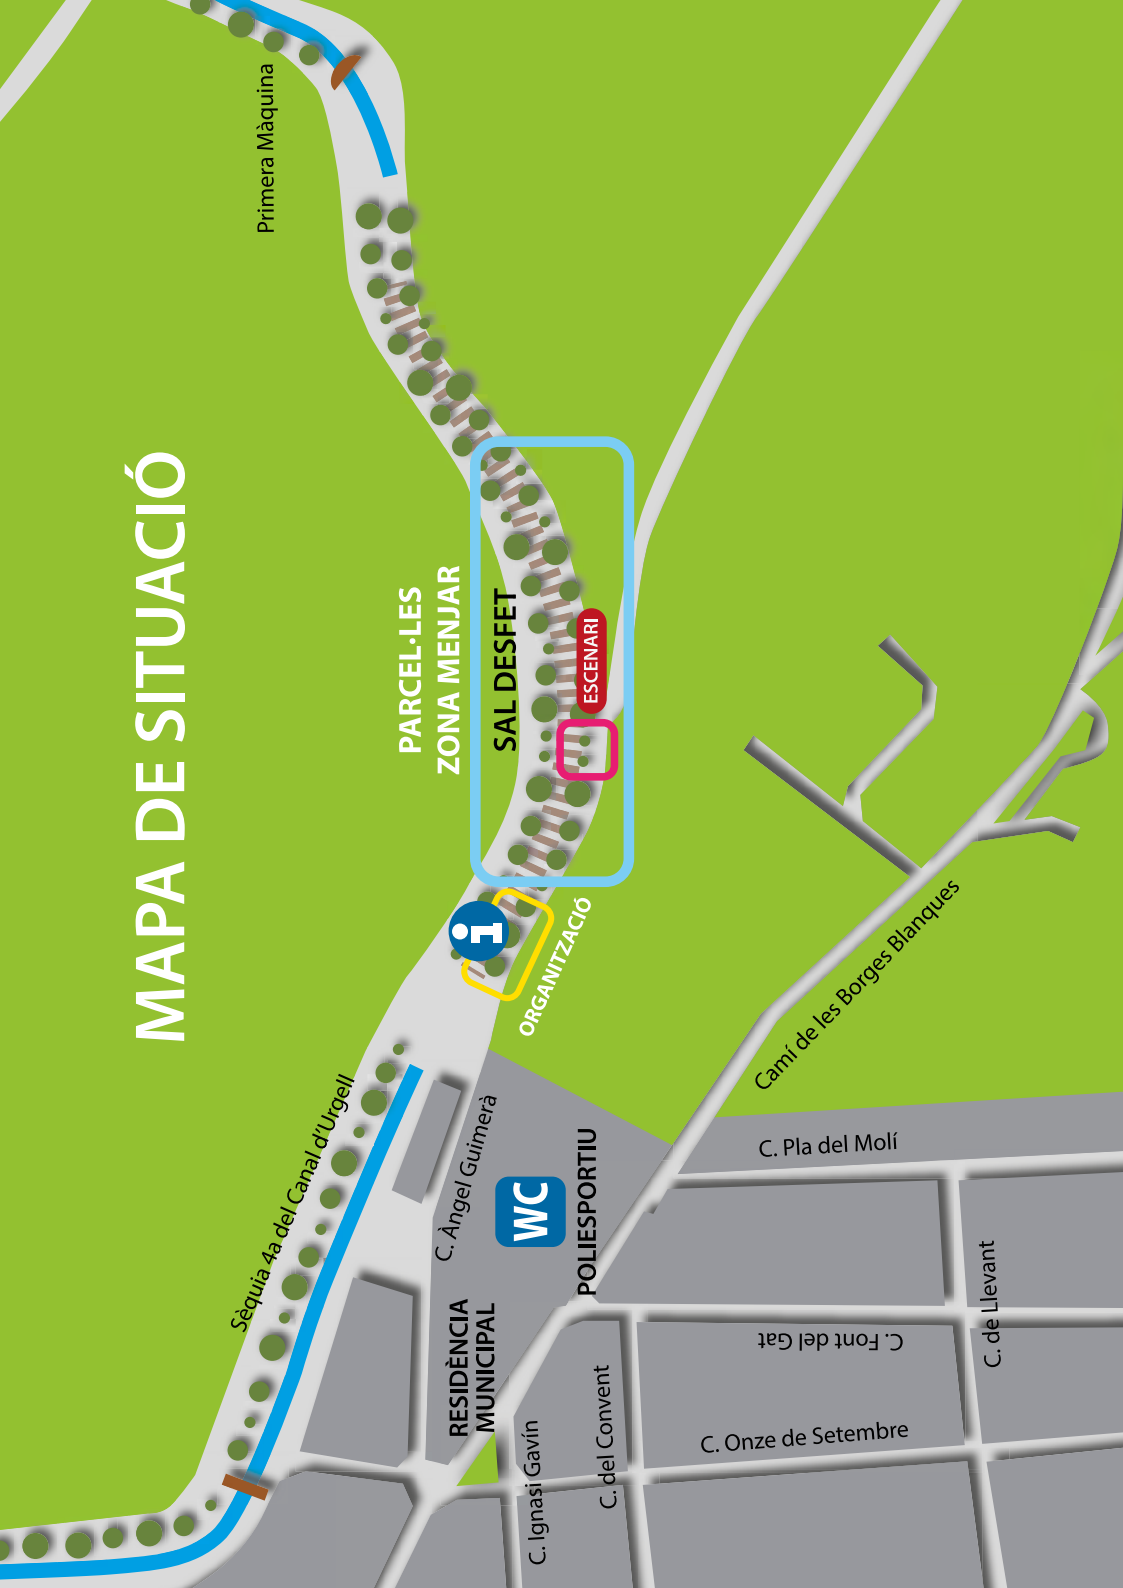 MAPA DE SITUACIÓ
Primera Màquina
PARCEL·LES
ZONA MENJAR
SAL DESFET
ESCENARI
i
ORGANITZACIÓ
Sèquia 4a del Canal d'Urgell
C. Àngel Guimerà
WC
POLIESPORTIU
RESIDÈNCIA
MUNICIPAL
Camí de les Borges Blanques
C. Pla del Molí
C. Font del Gat
C. de Llevant
C. Onze de Setembre
C. del Convent
C. Ignasi Gavín